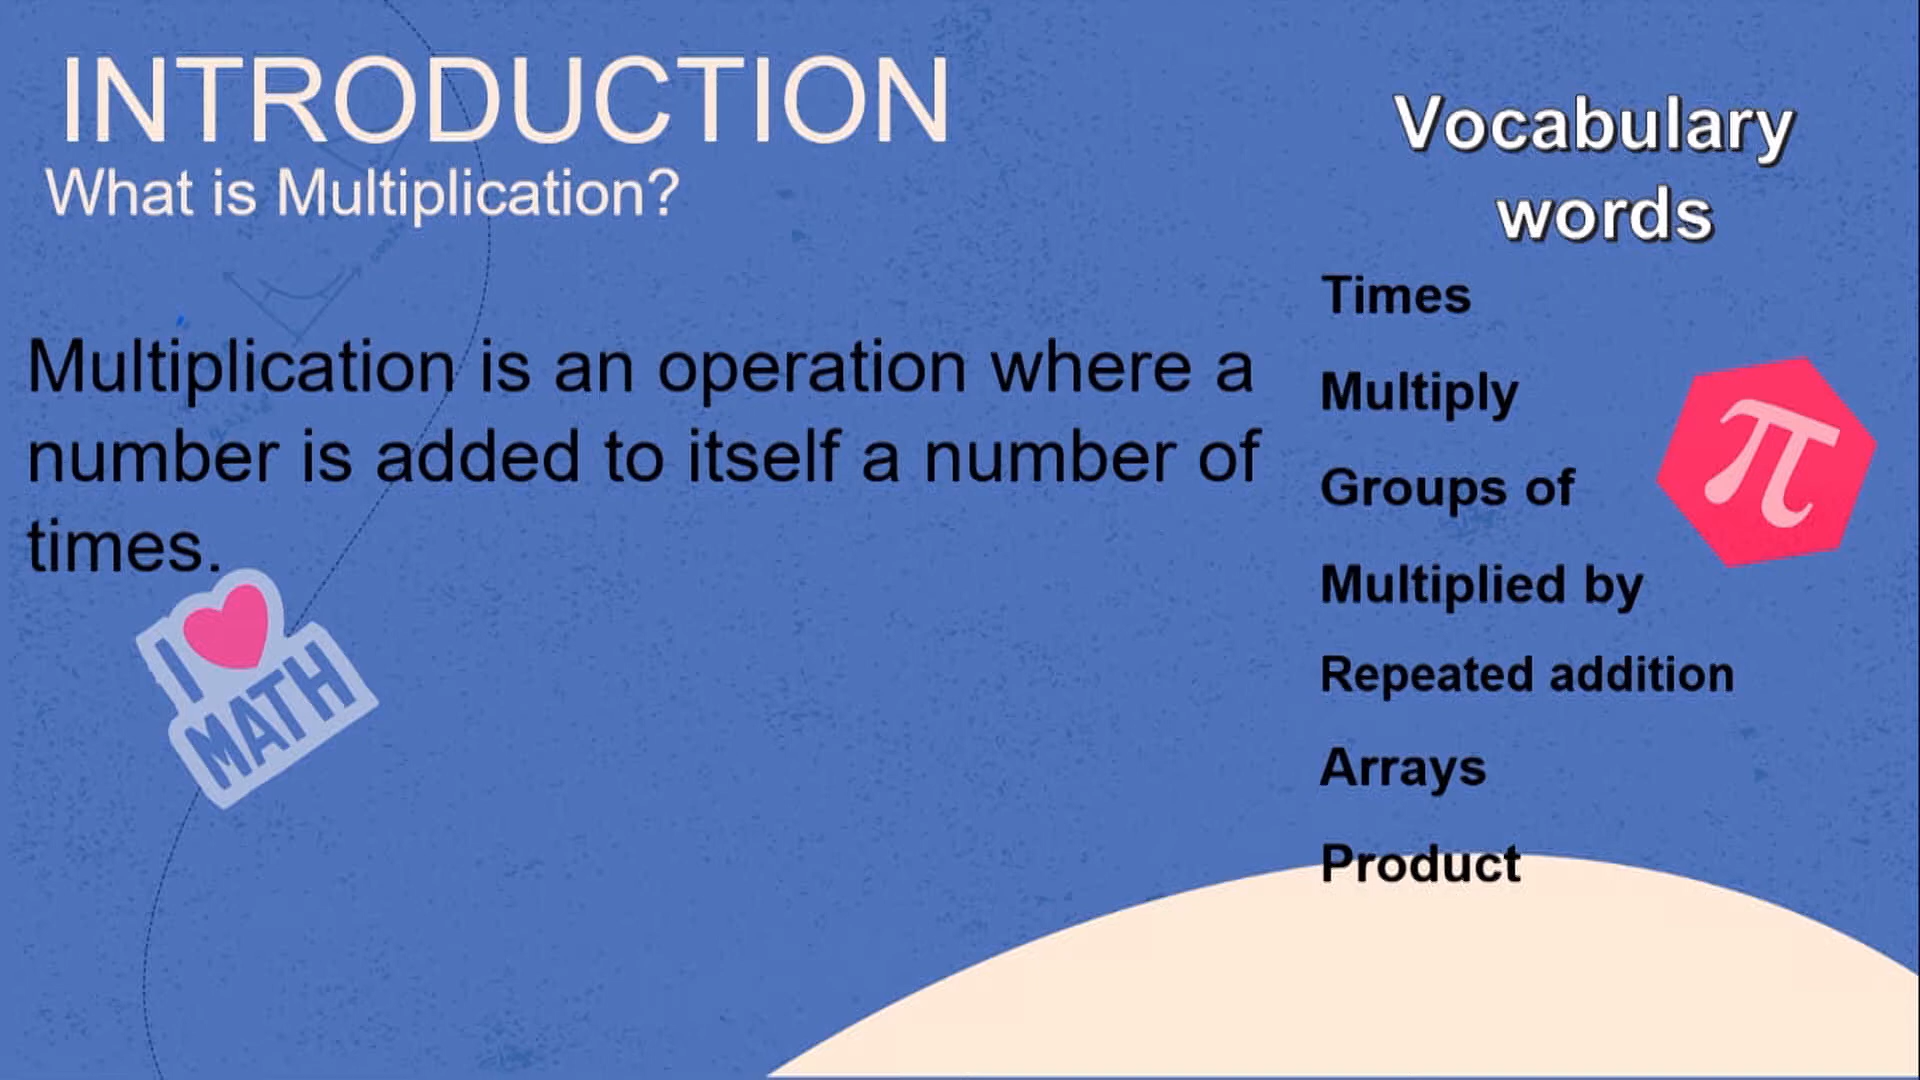 INTRODUCTION
What is Multiplication?
Multiplication is an operation where a
number is added to itself a number of
times.
I
MATH
Vocabulary
words
Times
Multiply
Groups of
Multiplied by
Repeated addition
Arrays
Product
π